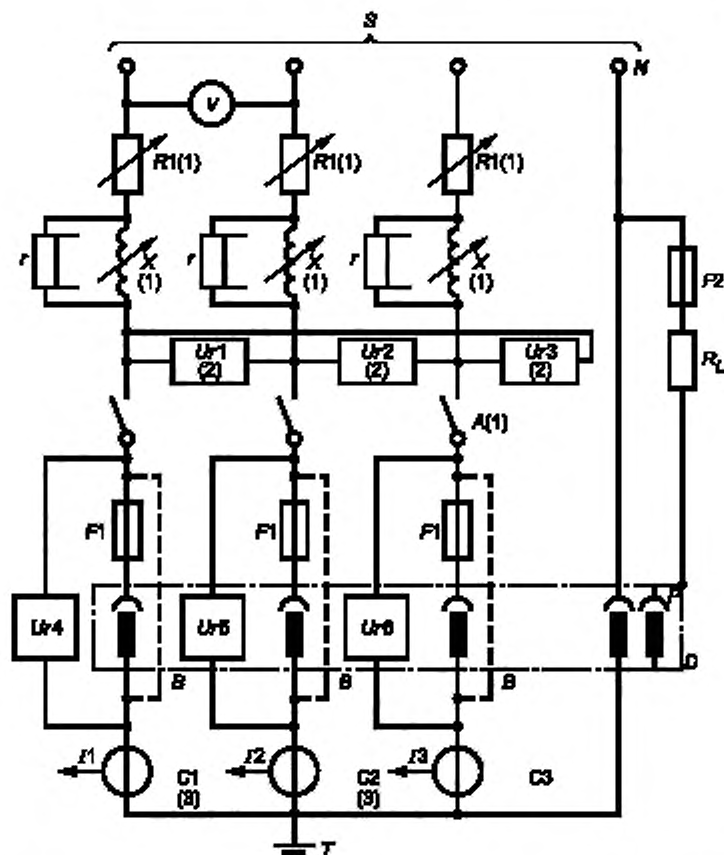 S
N
V
R1(1) R1(1) R1(1)
r X r X r X F2
(1) (1) (1)
Ur1 Ur2 Ur3 RL
(2) (2) (2)
A(1)
F1 F1 F1
P
Ur4 Ur5 Ur6
B B B D
I1 C1 I2 C2 I3 C3
(3) (3)
T